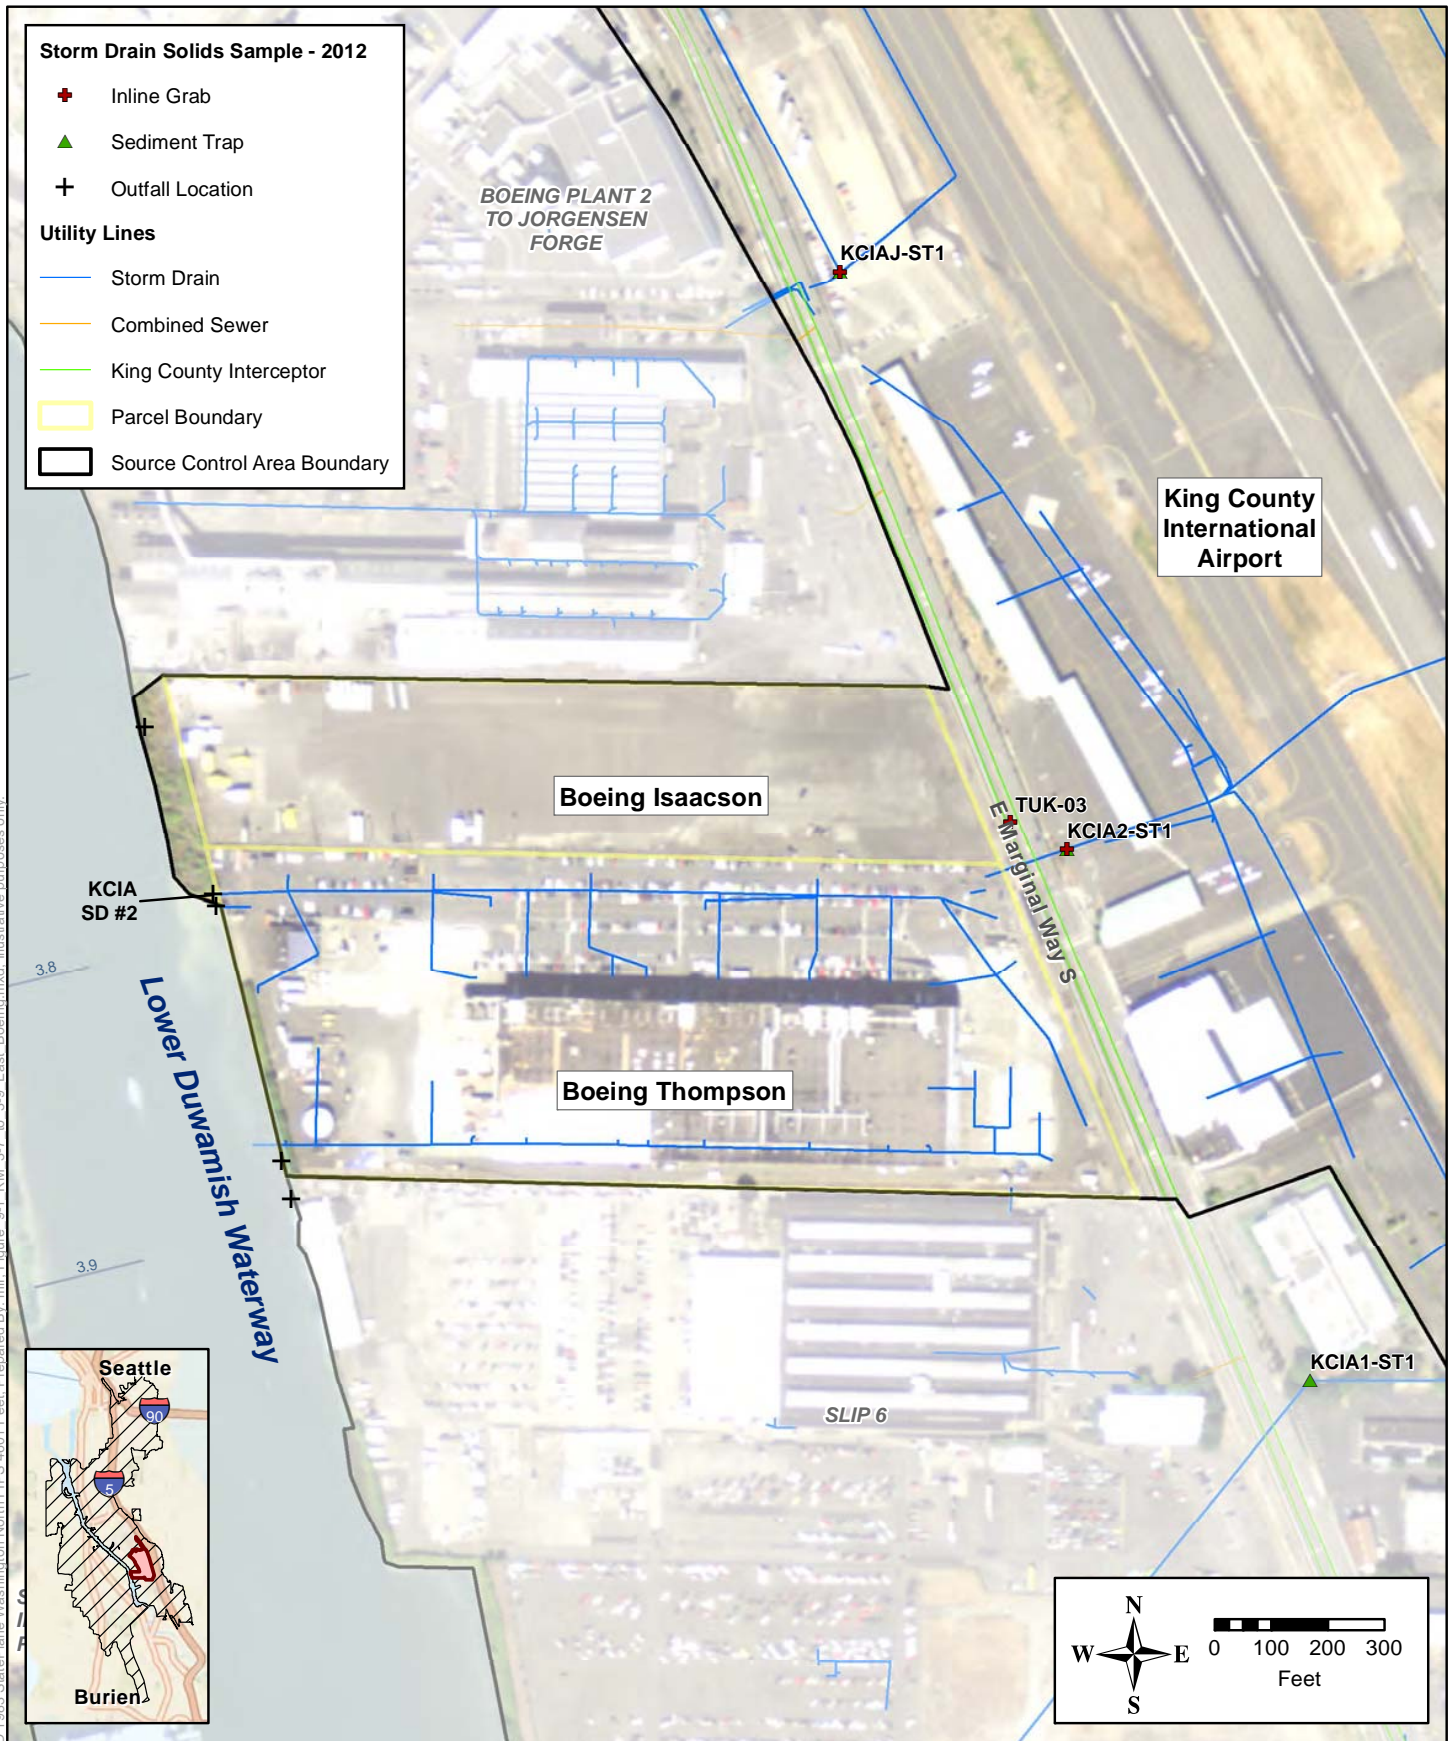 Storm Drain Solids Sample - 2012
Inline Grab
Sediment Trap
Outfall Location
Utility Lines
Storm Drain
Combined Sewer
King County Interceptor
Parcel Boundary
Source Control Area Boundary
BOEING PLANT 2
TO JORGENSEN
FORGE
KCIAJ-ST1
King County
International
Airport
Boeing Isaacson
TUK-03
KCIA2-ST1
E Marginal Way S
KCIA
SD #2
3.8
Lower Duwamish Waterway
Boeing Thompson
3.9
KCIA1-ST1
SLIP 6
Seattle
90
5
Burien
N
W
E
S
0
100
200
300
Feet